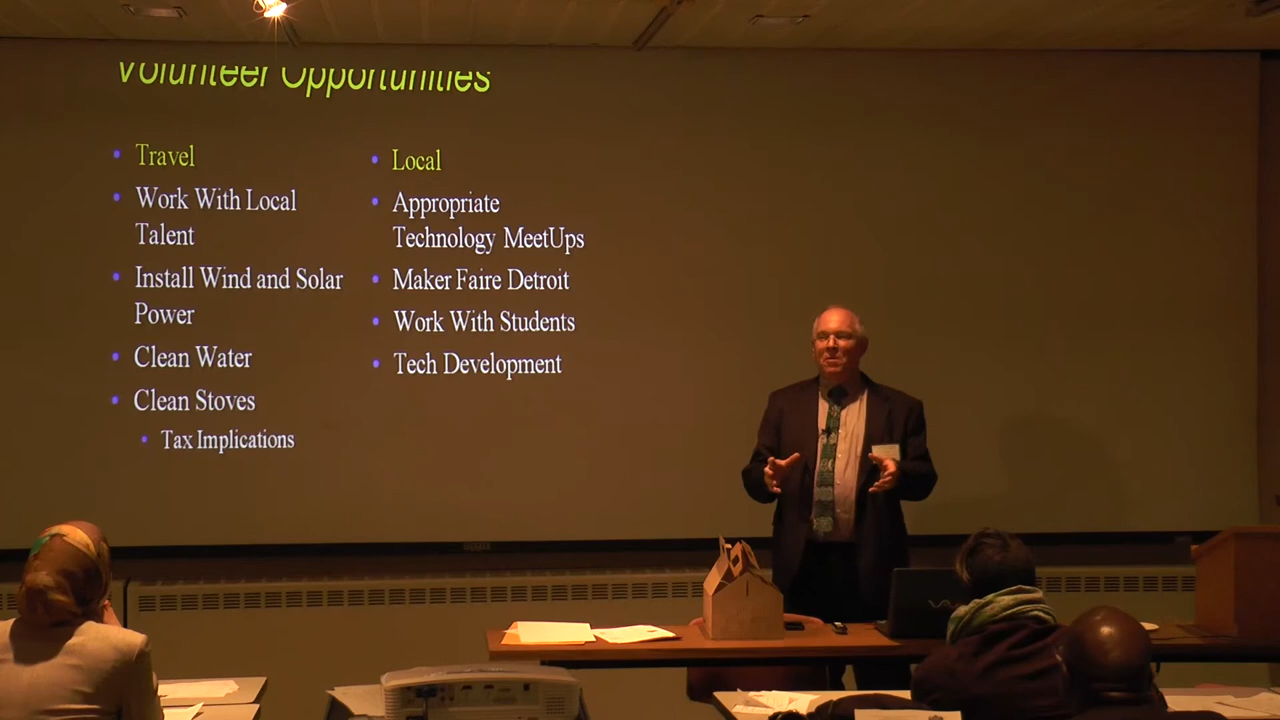 Volunteer Opportunities
Travel
Work With Local
Talent
Install Wind and Solar
Power
Clean Water
Clean Stoves
Tax Implications
Local
Appropriate
Technology MeetUps
Maker Faire Detroit
Work With Students
Tech Development
VAIO